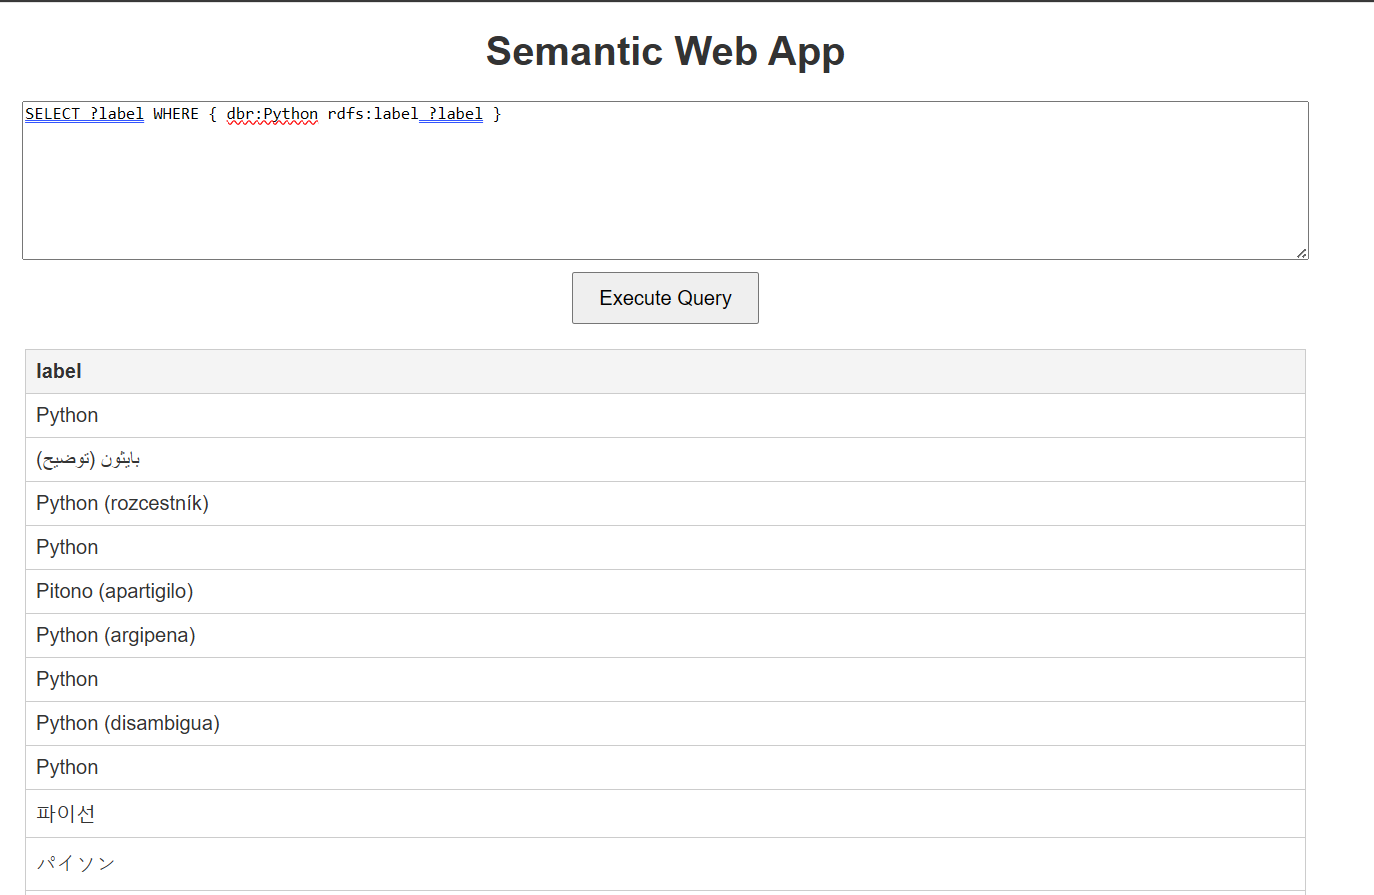 Semantic Web App
SELECT ?label WHERE { dbr:Python rdfs:label ?label }
Execute Query
label
Python
بايثون (توضيح)
Python (rozcestník)
Python
Pitono (apartigilo)
Python (argipena)
Python
Python (disambigua)
Python
파이선
パイソン